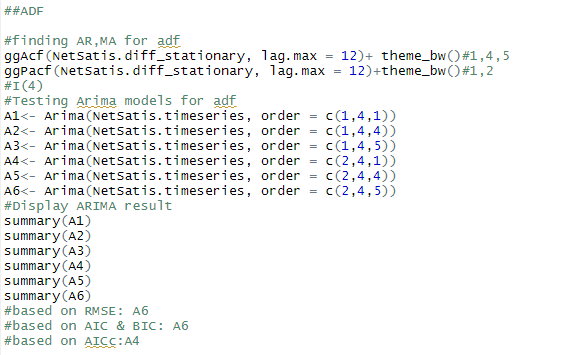 ##ADF
#finding AR,MA for adf
ggAcf(NetSatis.diff_stationary, lag.max = 12)+ theme_bw()#1,4,5
ggPacf(NetSatis.diff_stationary, lag.max = 12)+theme_bw()#1,2
#I(4)
#Testing Arima models for adf
A1<- Arima(NetSatis.timeseries, order = c(1,4,1))
A2<- Arima(NetSatis.timeseries, order = c(1,4,4))
A3<- Arima(NetSatis.timeseries, order = c(1,4,5))
A4<- Arima(NetSatis.timeseries, order = c(2,4,1))
A5<- Arima(NetSatis.timeseries, order = c(2,4,4))
A6<- Arima(NetSatis.timeseries, order = c(2,4,5))
#Display ARIMA result
summary(A1)
summary(A2)
summary(A3)
summary(A4)
summary(A5)
summary(A6)
#based on RMSE: A6
#based on AIC & BIC: A6
#based on AICc:A4